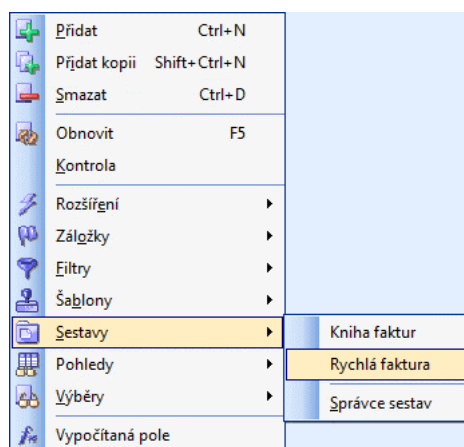 Přidat Ctrl+N
Přidat kopii Shift+Ctrl+N
Smazat Ctrl+D
Obnovit F5
Kontrola
Rozšíření
Záložky
Filtry
Šablony
Sestavy
Kniha faktur
Pohledy
Rychlá faktura
Výběry
Správce sestav
Vypočítaná pole